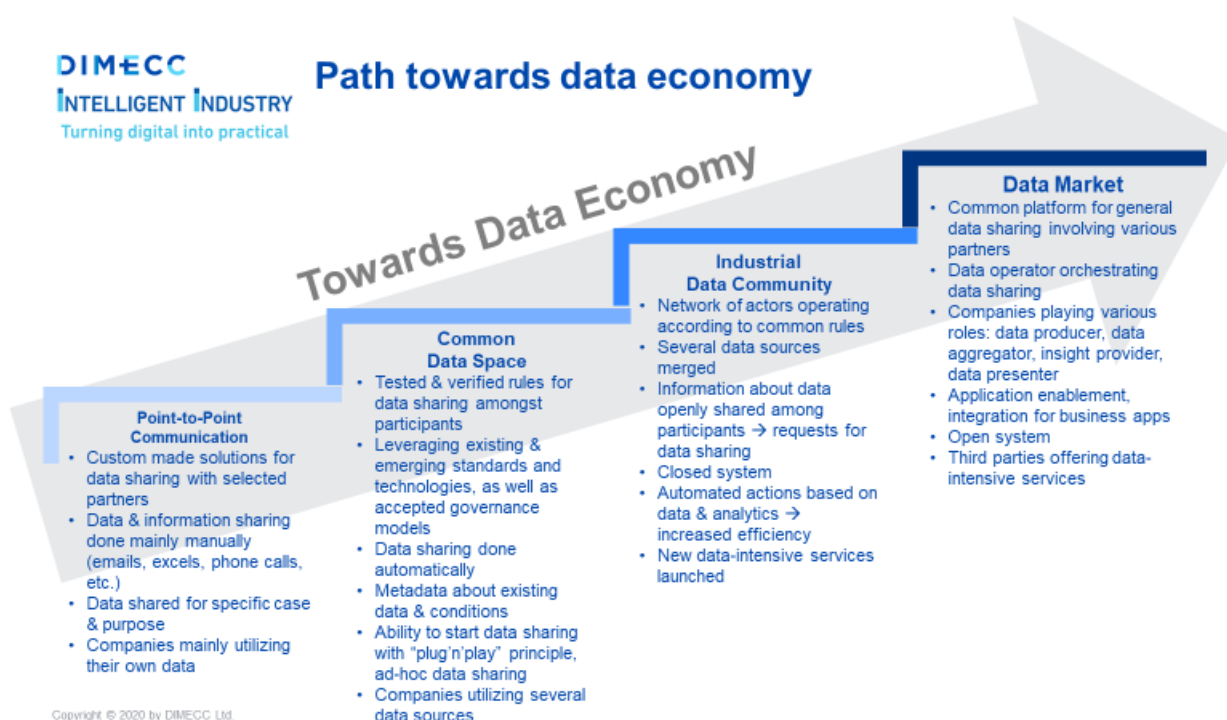 DIMECC
INTELLIGENT INDUSTRY
Turning digital into practical
Path towards data economy
Towards Data Economy
Point-to-Point
Communication
• Custom made solutions for
data sharing with selected
partners
• Data & information sharing
done mainly manually
(emails, excels, phone calls,
etc.)
• Data shared for specific case
& purpose
• Companies mainly utilizing
their own data
Common
Data Space
• Tested & verified rules for
data sharing amongst
participants
• Leveraging existing &
emerging standards and
technologies, as well as
accepted governance
models
• Data sharing done
automatically
• Metadata about existing
data & conditions
• Ability to start data sharing
with “plug’n’play” principle,
ad-hoc data sharing
• Companies utilizing several
data sources
Industrial
Data Community
• Network of actors operating
according to common rules
• Several data sources
merged
• Information about data
openly shared among
participants → requests for
data sharing
• Closed system
• Automated actions based on
data & analytics →
increased efficiency
• New data-intensive services
launched
Data Market
• Common platform for general
data sharing involving various
partners
• Data operator orchestrating
data sharing
• Companies playing various
roles: data producer, data
aggregator, insight provider,
data presenter
• Application enablement,
integration for business apps
• Open system
• Third parties offering data-
intensive services
Copyright © 2020 by DIMECC Ltd.